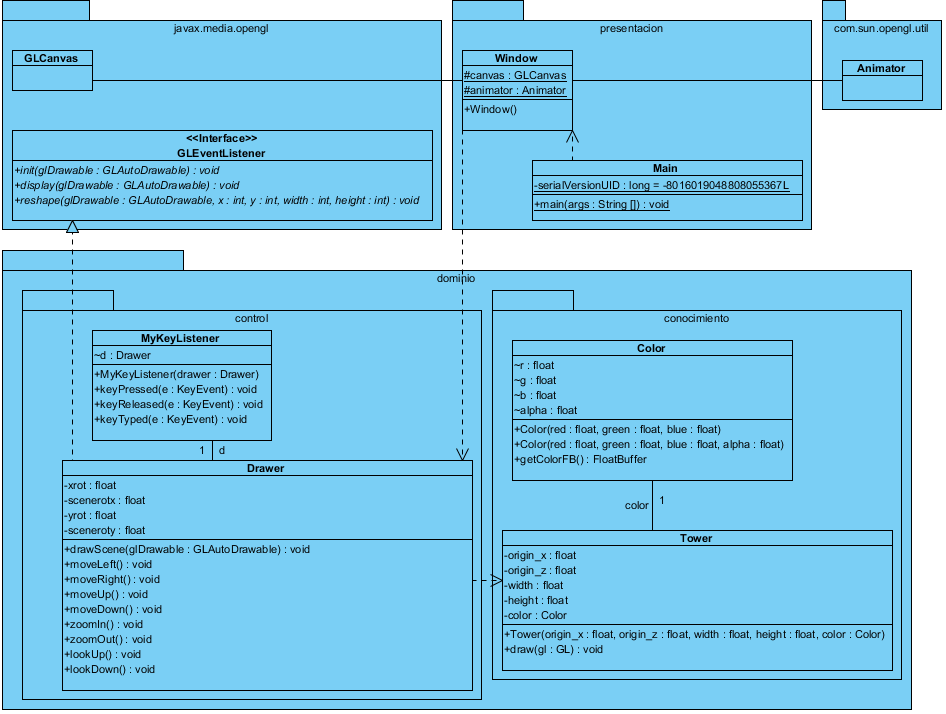 javax.media.opengl
GLCanvas
<<Interface>>
GLEventListener
+init(glDrawable : GLAutoDrawable) : void
+display(glDrawable : GLAutoDrawable) : void
+reshape(glDrawable : GLAutoDrawable, x : int, y : int, width : int, height : int) : void
presentacion
Window
#canvas : GLCanvas
#animator : Animator
+Window()
Main
-serialVersionUID : long = -8016019048808055367L
+main(args : String []) : void
com.sun.opengl.util
Animator
dominio
control
MyKeyListener
~d : Drawer
+MyKeyListener(drawer : Drawer)
+keyPressed(e : KeyEvent) : void
+keyReleased(e : KeyEvent) : void
+keyTyped(e : KeyEvent) : void
1 d
Drawer
-xrot : float
-scenerotx : float
-yrot : float
-sceneroty : float
+drawScene(glDrawable : GLAutoDrawable) : void
+moveLeft() : void
+moveRight() : void
+moveUp() : void
+moveDown() : void
+zoomIn() : void
+zoomOut() : void
+lookUp() : void
+lookDown() : void
conocimiento
Color
~r : float
~g : float
~b : float
~alpha : float
+Color(red : float, green : float, blue : float)
+Color(red : float, green : float, blue : float, alpha : float)
+getColorFB() : FloatBuffer
color 1
Tower
-origin_x : float
-origin_z : float
-width : float
-height : float
-color : Color
+Tower(origin_x : float, origin_z : float, width : float, height : float, color : Color)
+draw(gl : GL) : void